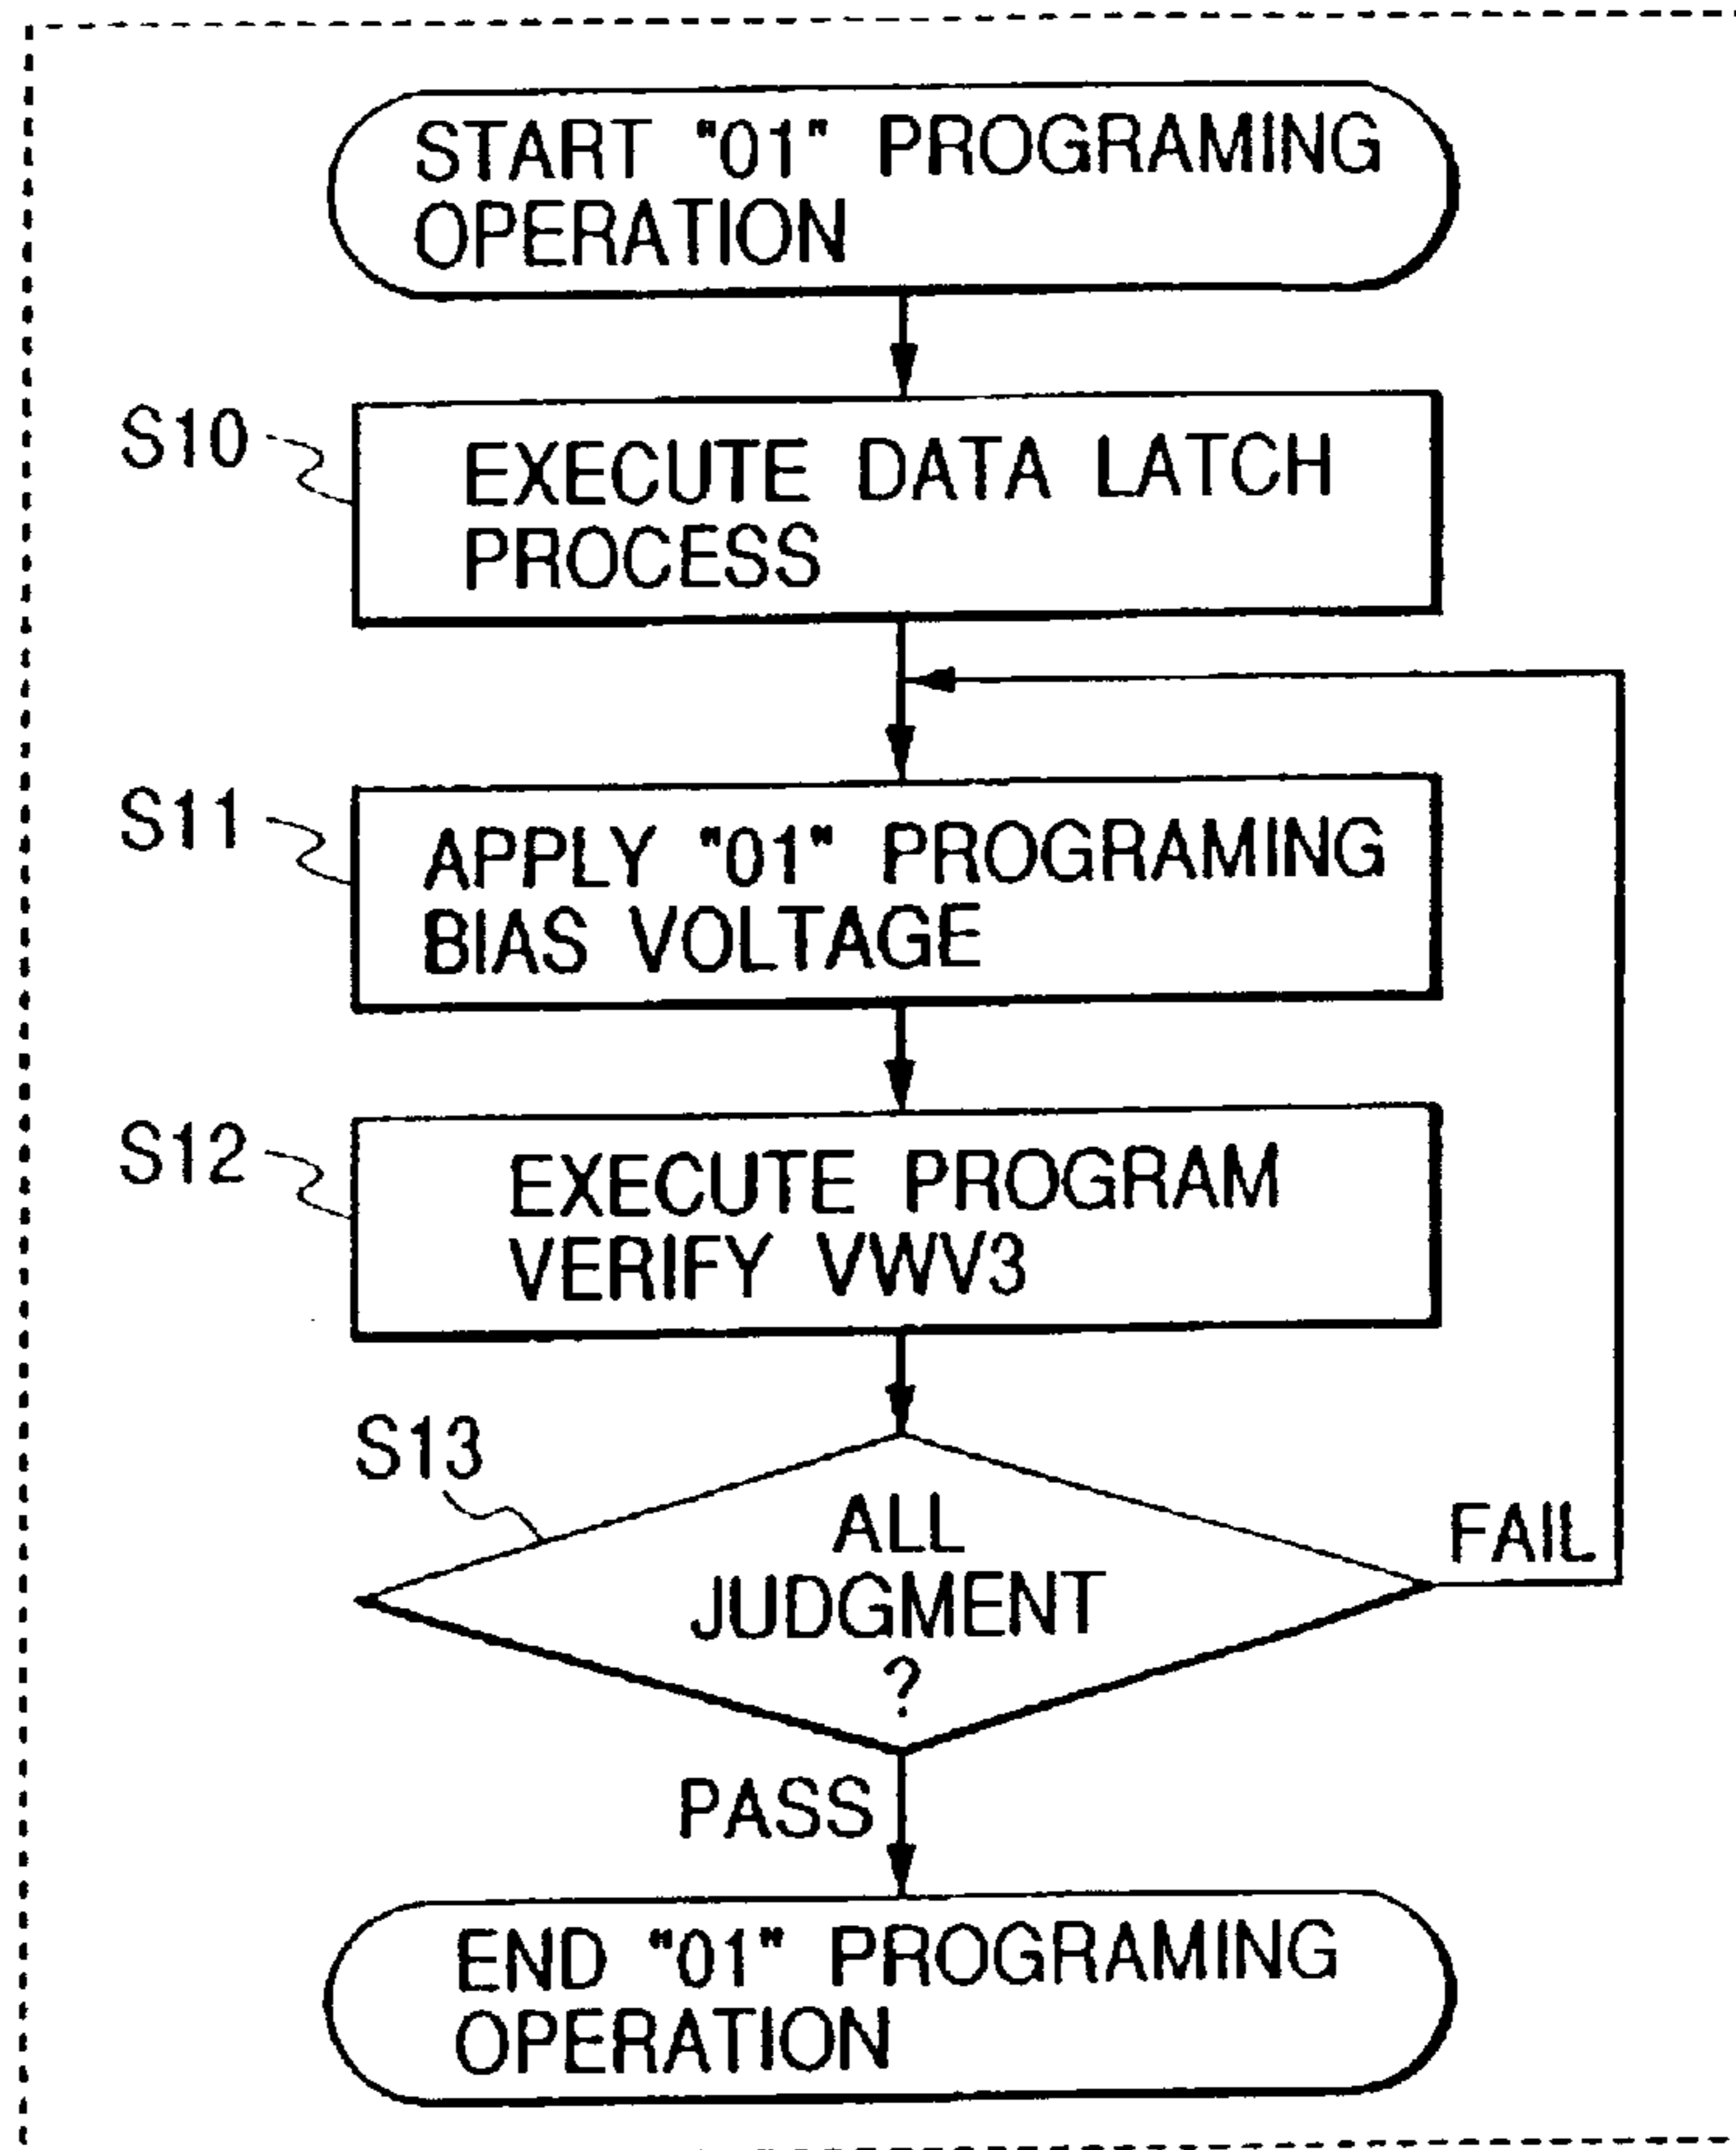 START "01" PROGRAMING
OPERATION
S10
EXECUTE DATA LATCH
PROCESS
S11
APPLY "01" PROGRAMING
BIAS VOLTAGE
S12
EXECUTE PROGRAM
VERIFY VWV3
S13
ALL
JUDGMENT
?
FAIL
PASS
END "01" PROGRAMING
OPERATION